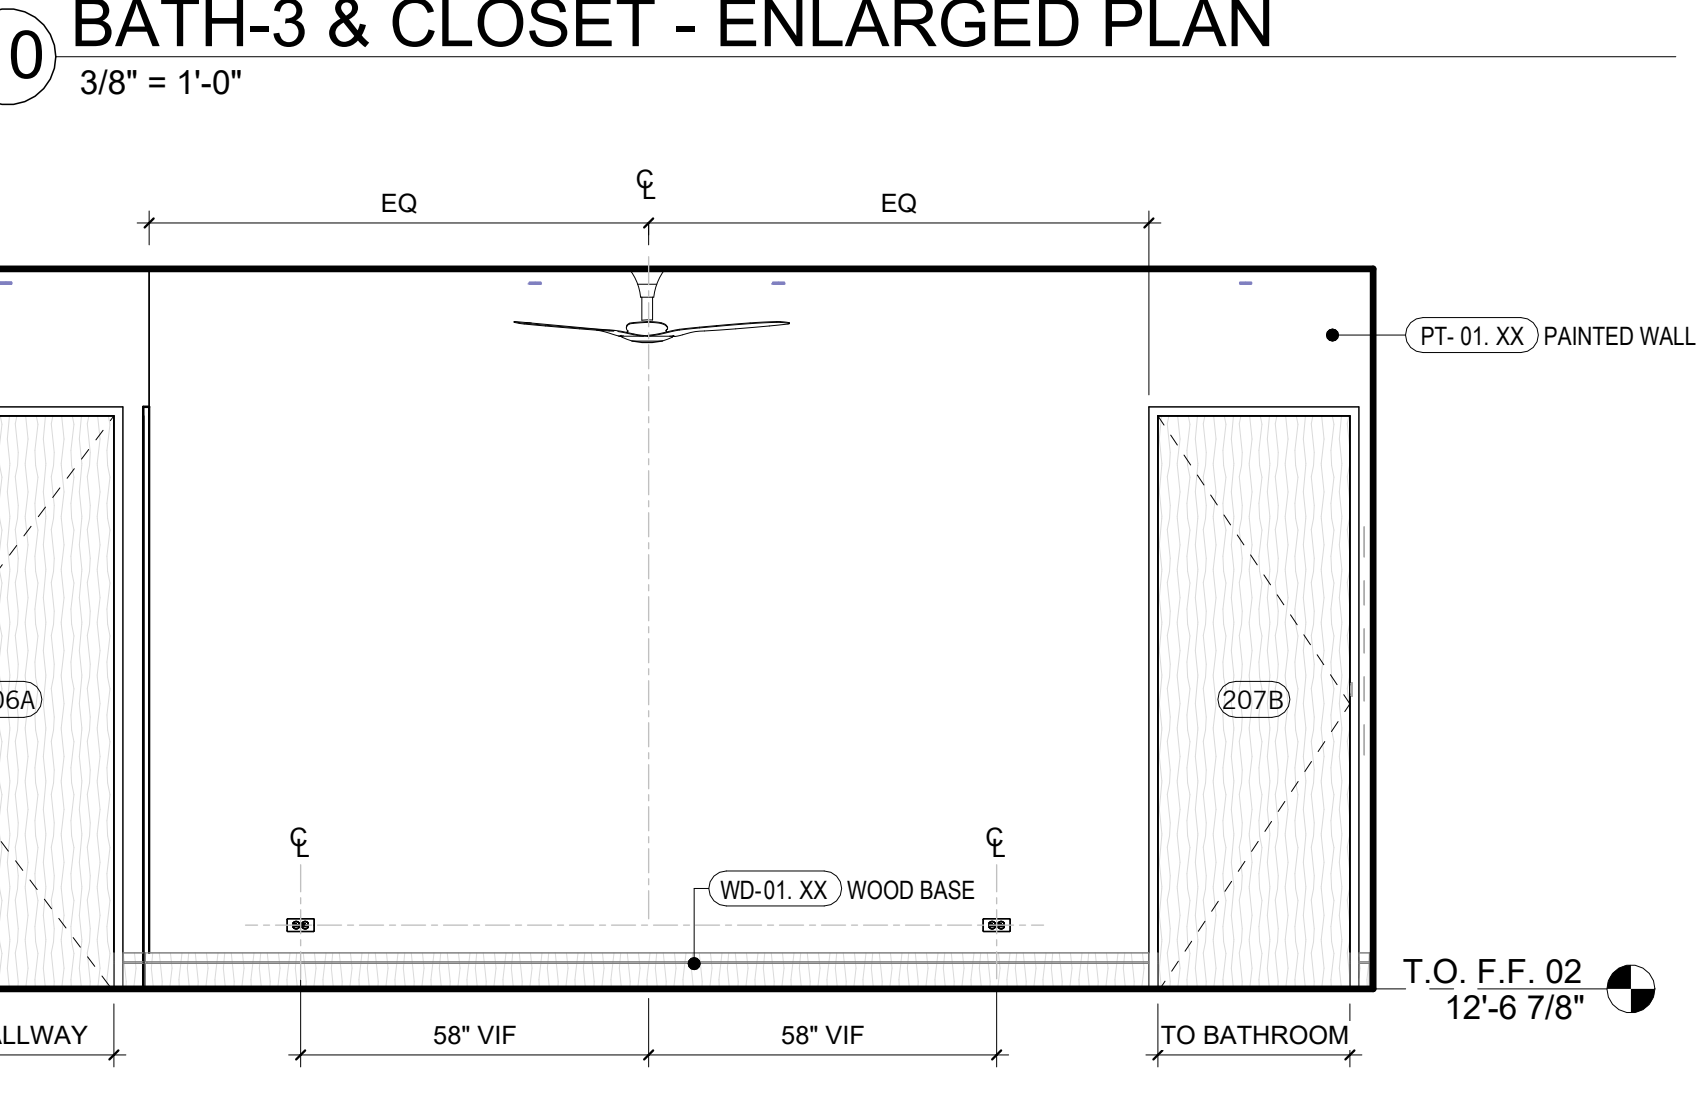 0 BATH-3 & CLOSET - ENLARGED PLAN
3/8" = 1'-0"
℄
EQ EQ
PT- 01. XX PAINTED WALL
06A
207B
℄ ℄
WD-01. XX WOOD BASE
T.O. F.F. 02
12'-6 7/8"
ALLWAY 58" VIF 58" VIF TO BATHROOM